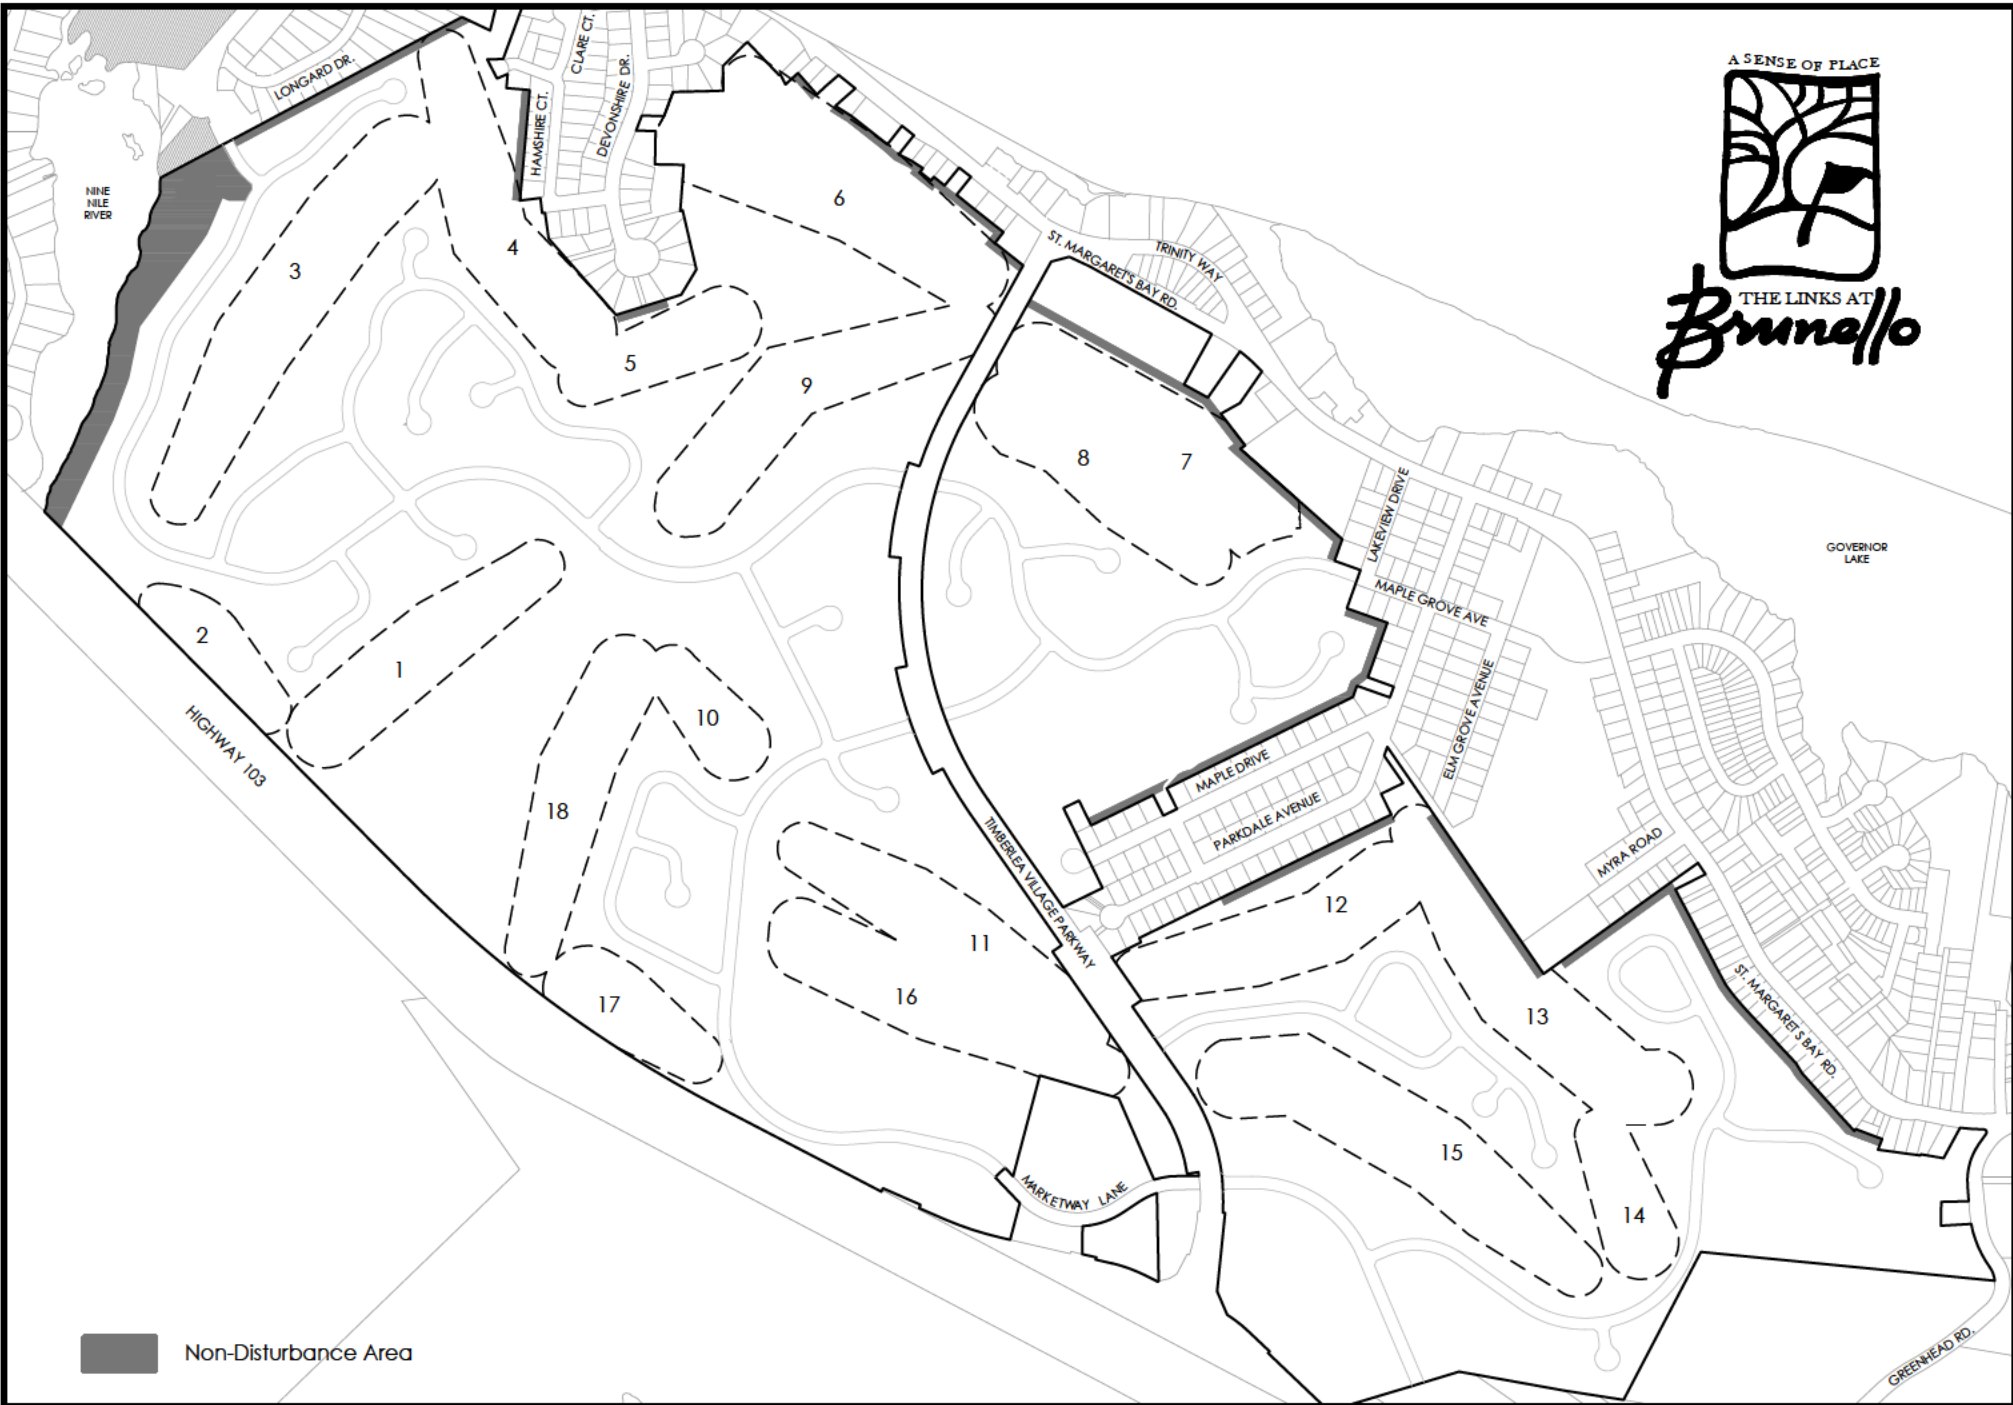 A SENSE OF PLACE
THE LINKS AT
Brunello
LONGARD DR.
CLARE CT.
DEVONSHIRE DR.
HAMSHIRE CT.
NINE
NILE
RIVER
6
4
3
ST. MARGARET'S BAY RD.
TRINITY WAY
5
9
8
7
LAKEVIEW DRIVE
GOVERNOR
LAKE
MAPLE GROVE AVE
2
1
ELM GROVE AVENUE
10
HIGHWAY 103
MAPLE DRIVE
18
PARKDALE AVENUE
TIMBERLEA VILLAGE PARKWAY
MYRA ROAD
12
11
16
17
13
ST. MARGARET S BAY RD.
15
MARKETWAY LANE
14
GREENHEAD RD.
Non-Disturbance Area